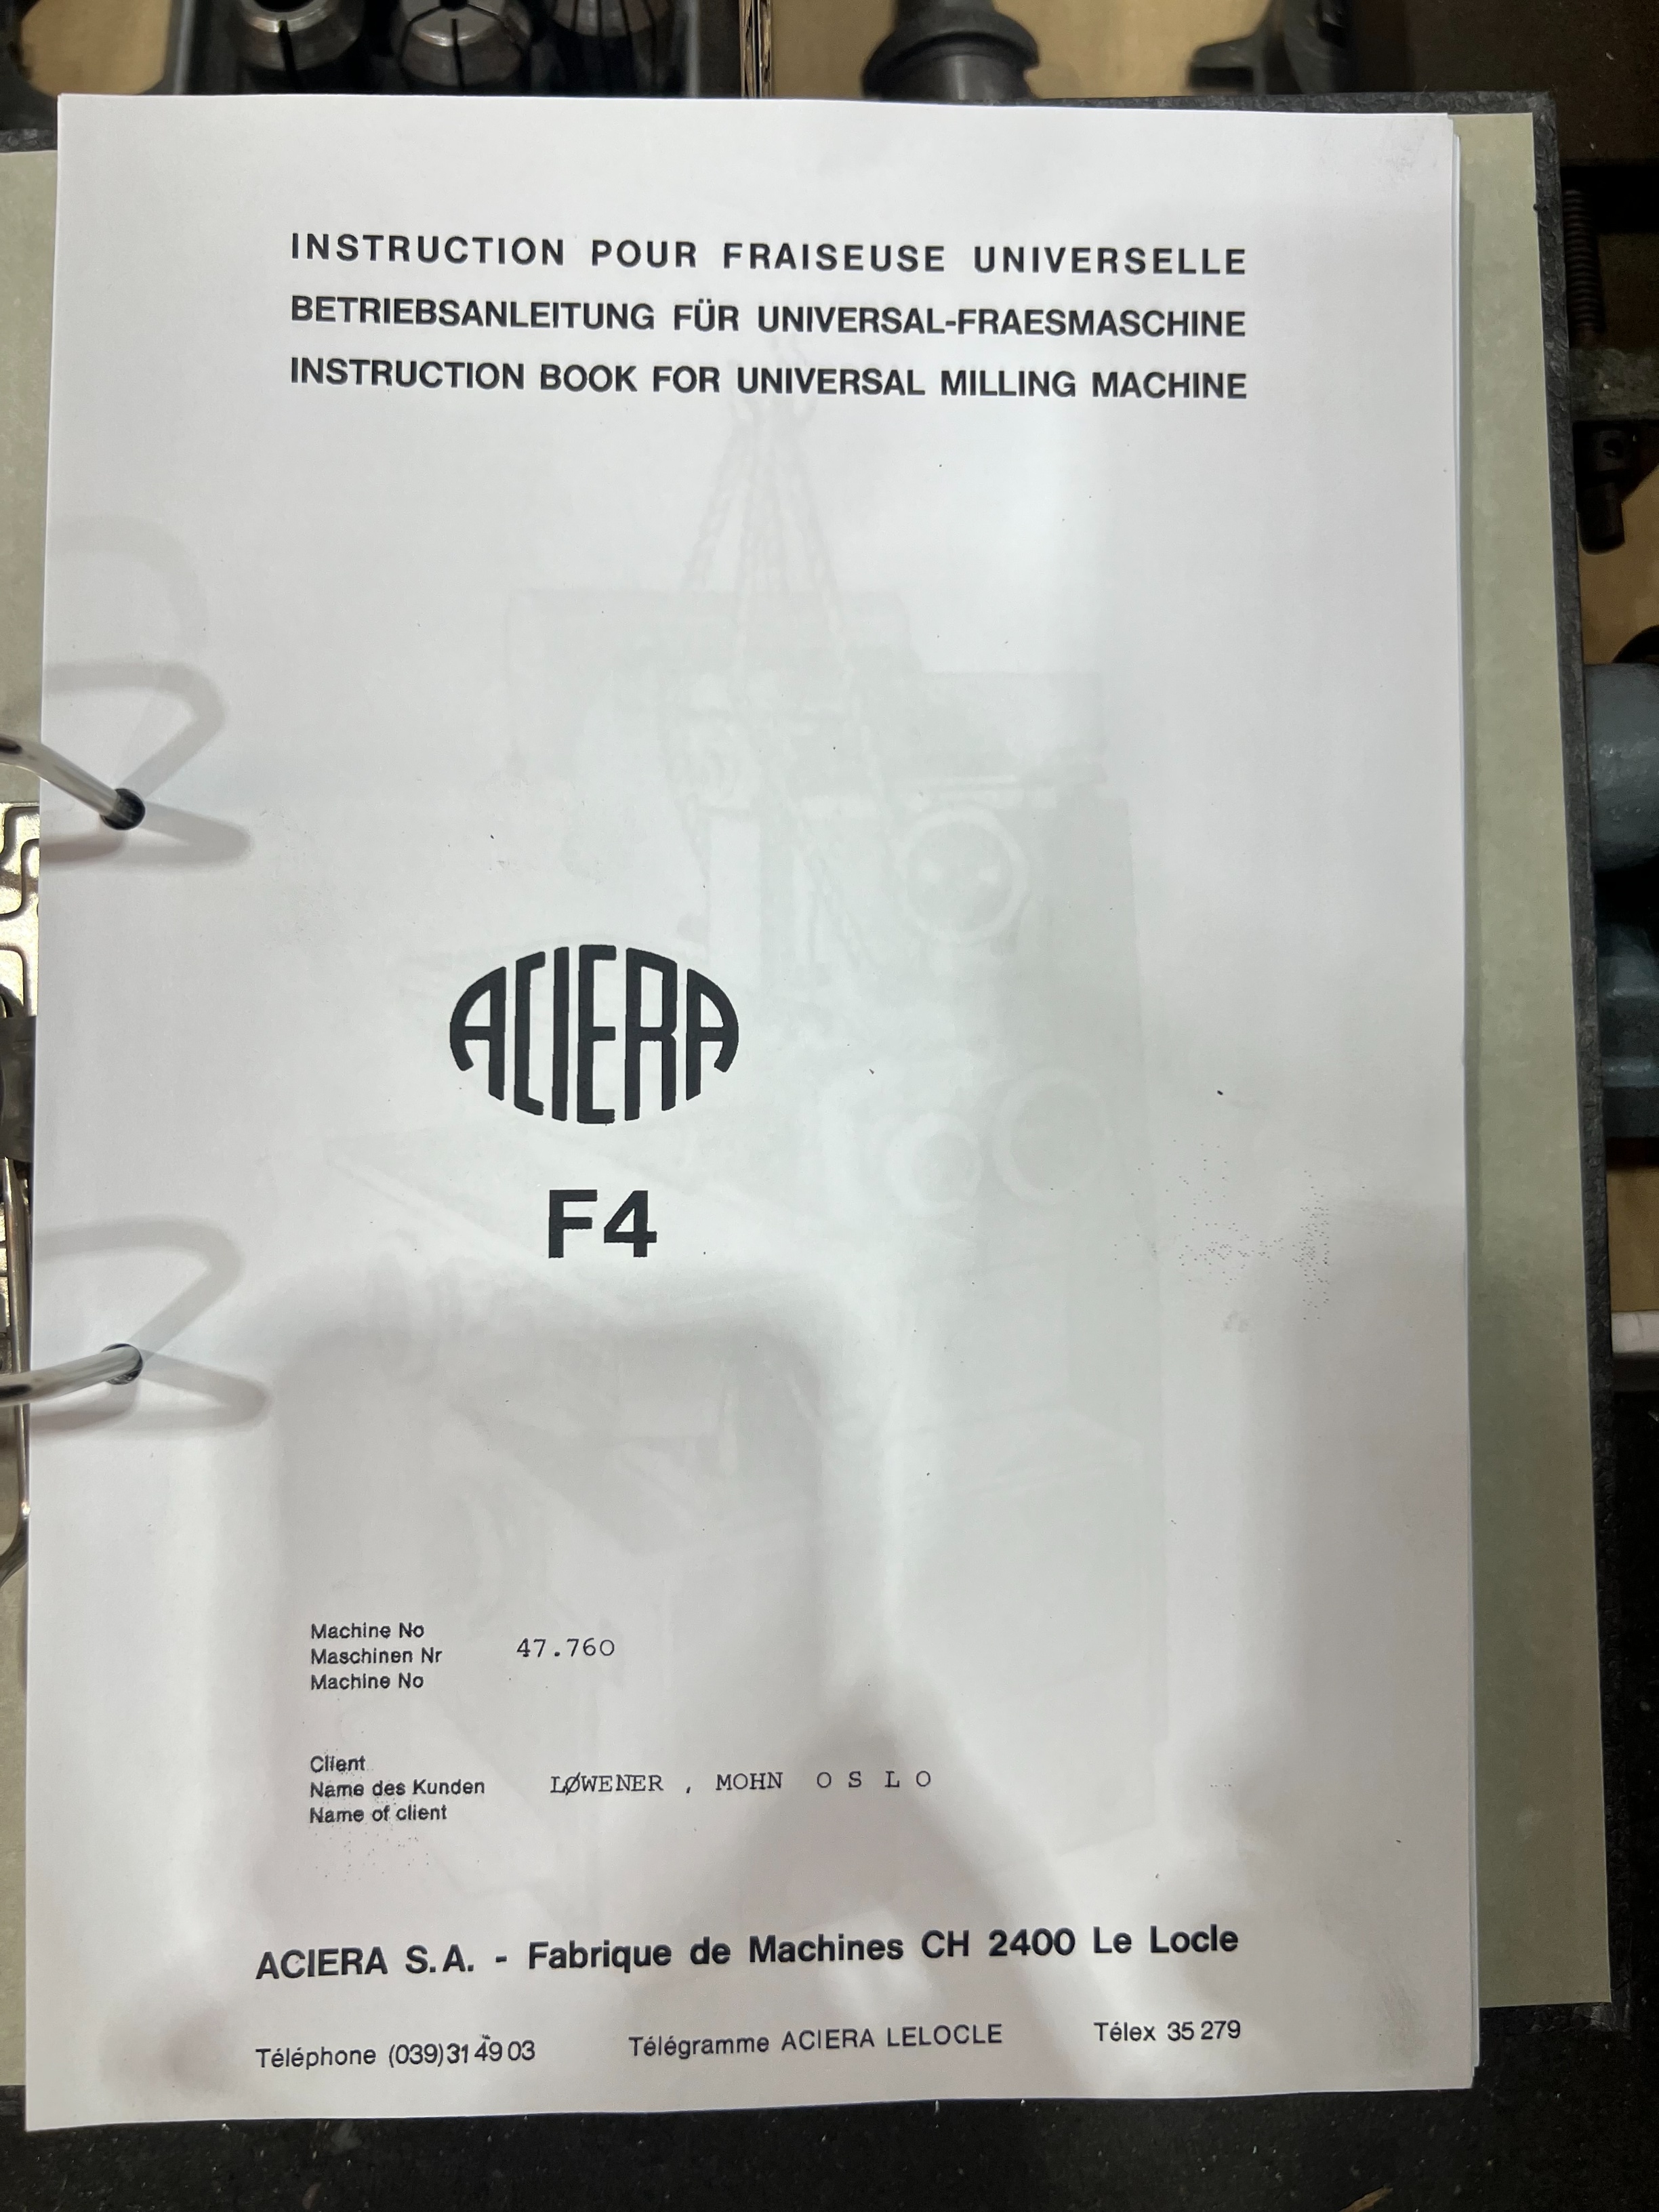 INSTRUCTION POUR FRAISEUSE UNIVERSELLE
BETRIEBSANLEITUNG FÜR UNIVERSAL-FRAESMASCHINE
INSTRUCTION BOOK FOR UNIVERSAL MILLING MACHINE
ACIERA
F4
Machine No
Maschinen Nr 47.760
Machine No
Client
Name des Kunden LØWENER , MOHN O S L O
Name of client
ACIERA S.A. - Fabrique de Machines CH 2400 Le Locle
Téléphone (039) 31 49 03 Télégramme ACIERA LELOCLE Télex 35 279